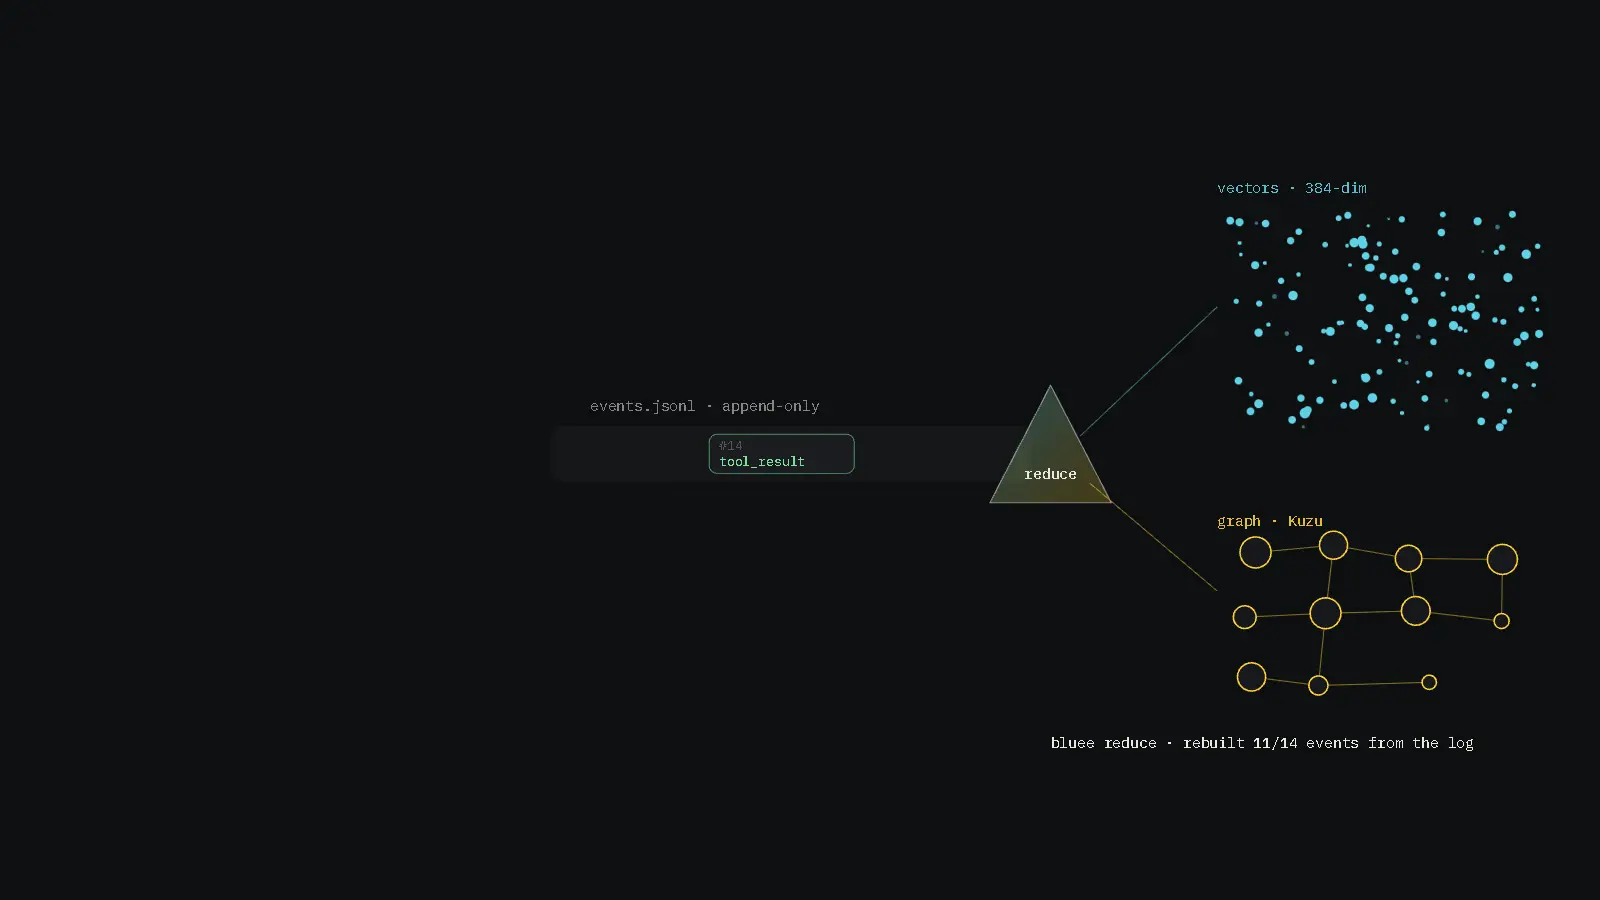 vectors · 384-dim
events.jsonl · append-only
#14
tool_result
reduce
graph · Kuzu
bluee reduce · rebuilt 11/14 events from the log